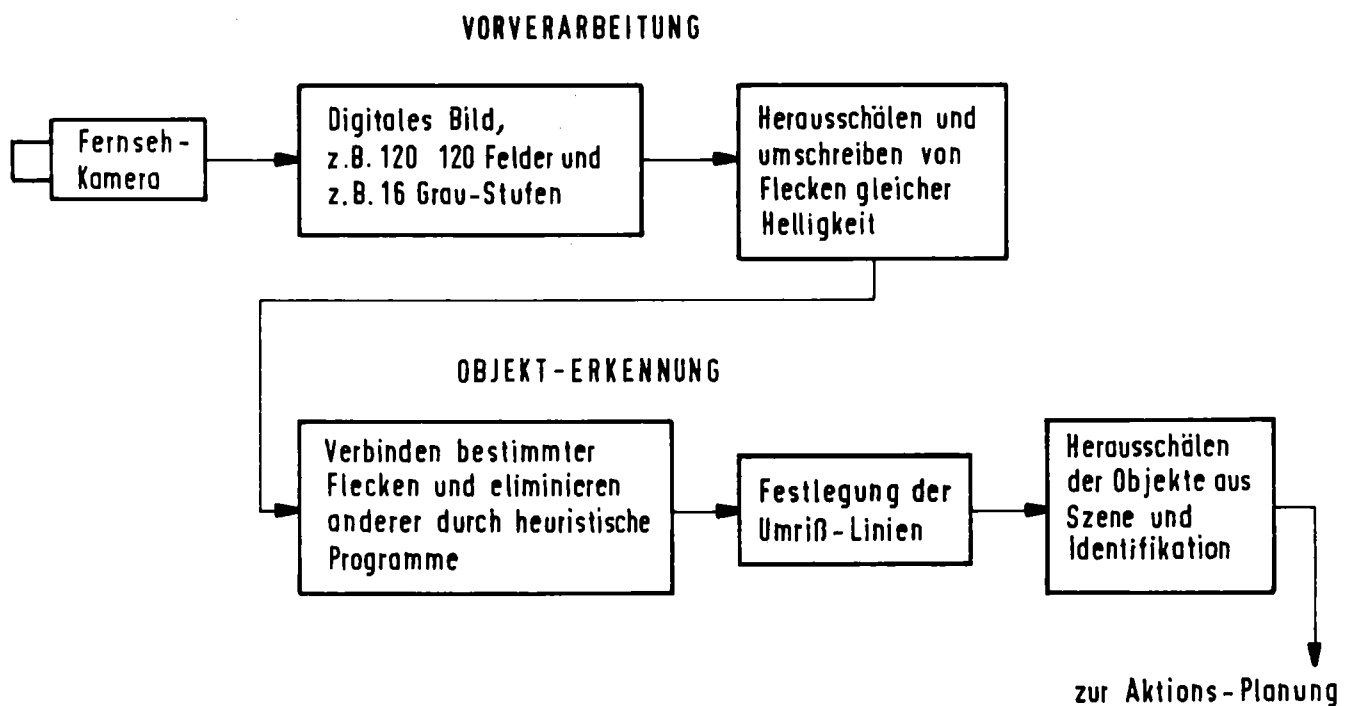 VORVERARBEITUNG
Fernseh-
Kamera
Digitales Bild,
z.B. 120 120 Felder und
z.B. 16 Grau-Stufen
Herausschälen und
umschreiben von
Flecken gleicher
Helligkeit
OBJEKT-ERKENNUNG
Verbinden bestimmter
Flecken und eliminieren
anderer durch heuristische
Programme
Festlegung der
Umriß-Linien
Herausschälen
der Objekte aus
Szene und
Identifikation
zur Aktions-Planung